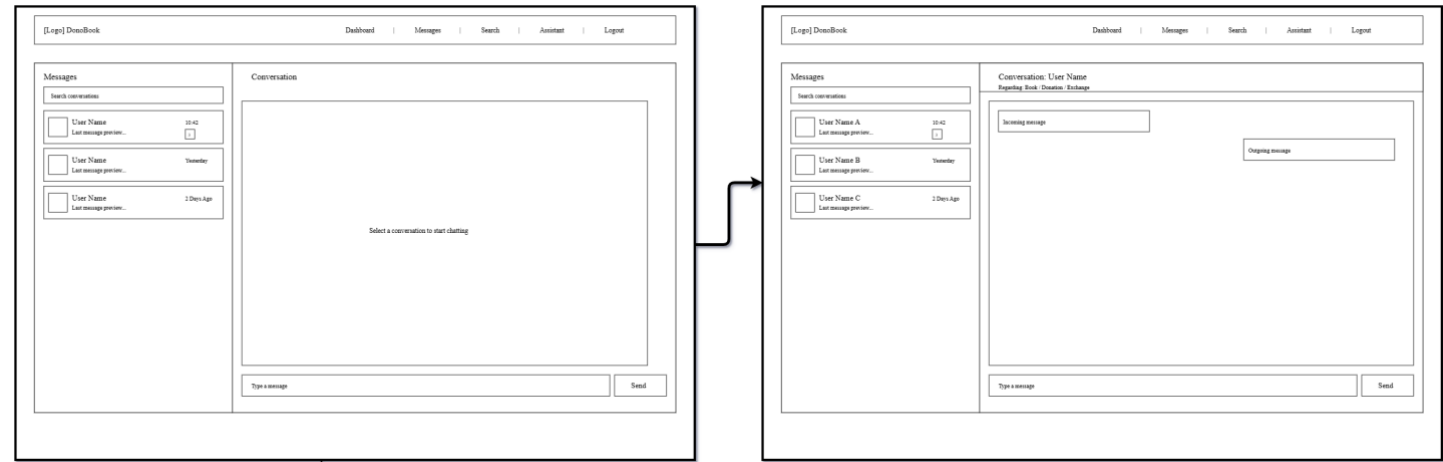 [Logo] DonoBook Dashboard | Messages | Search | Assistant | Logout
Messages
Search conversations
User Name 10:42
Last message preview...
User Name Yesterday
Last message preview...
User Name 2 Days Ago
Last message preview...
Conversation
Select a conversation to start chatting
Type a message Send
[Logo] DonoBook Dashboard | Messages | Search | Assistant | Logout
Messages
Search conversations
User Name A 10:42
Last message preview...
User Name B Yesterday
Last message preview...
User Name C 2 Days Ago
Last message preview...
Conversation: User Name
Regarding: Book / Donation / Exchange
Incoming message
Outgoing message
Type a message Send